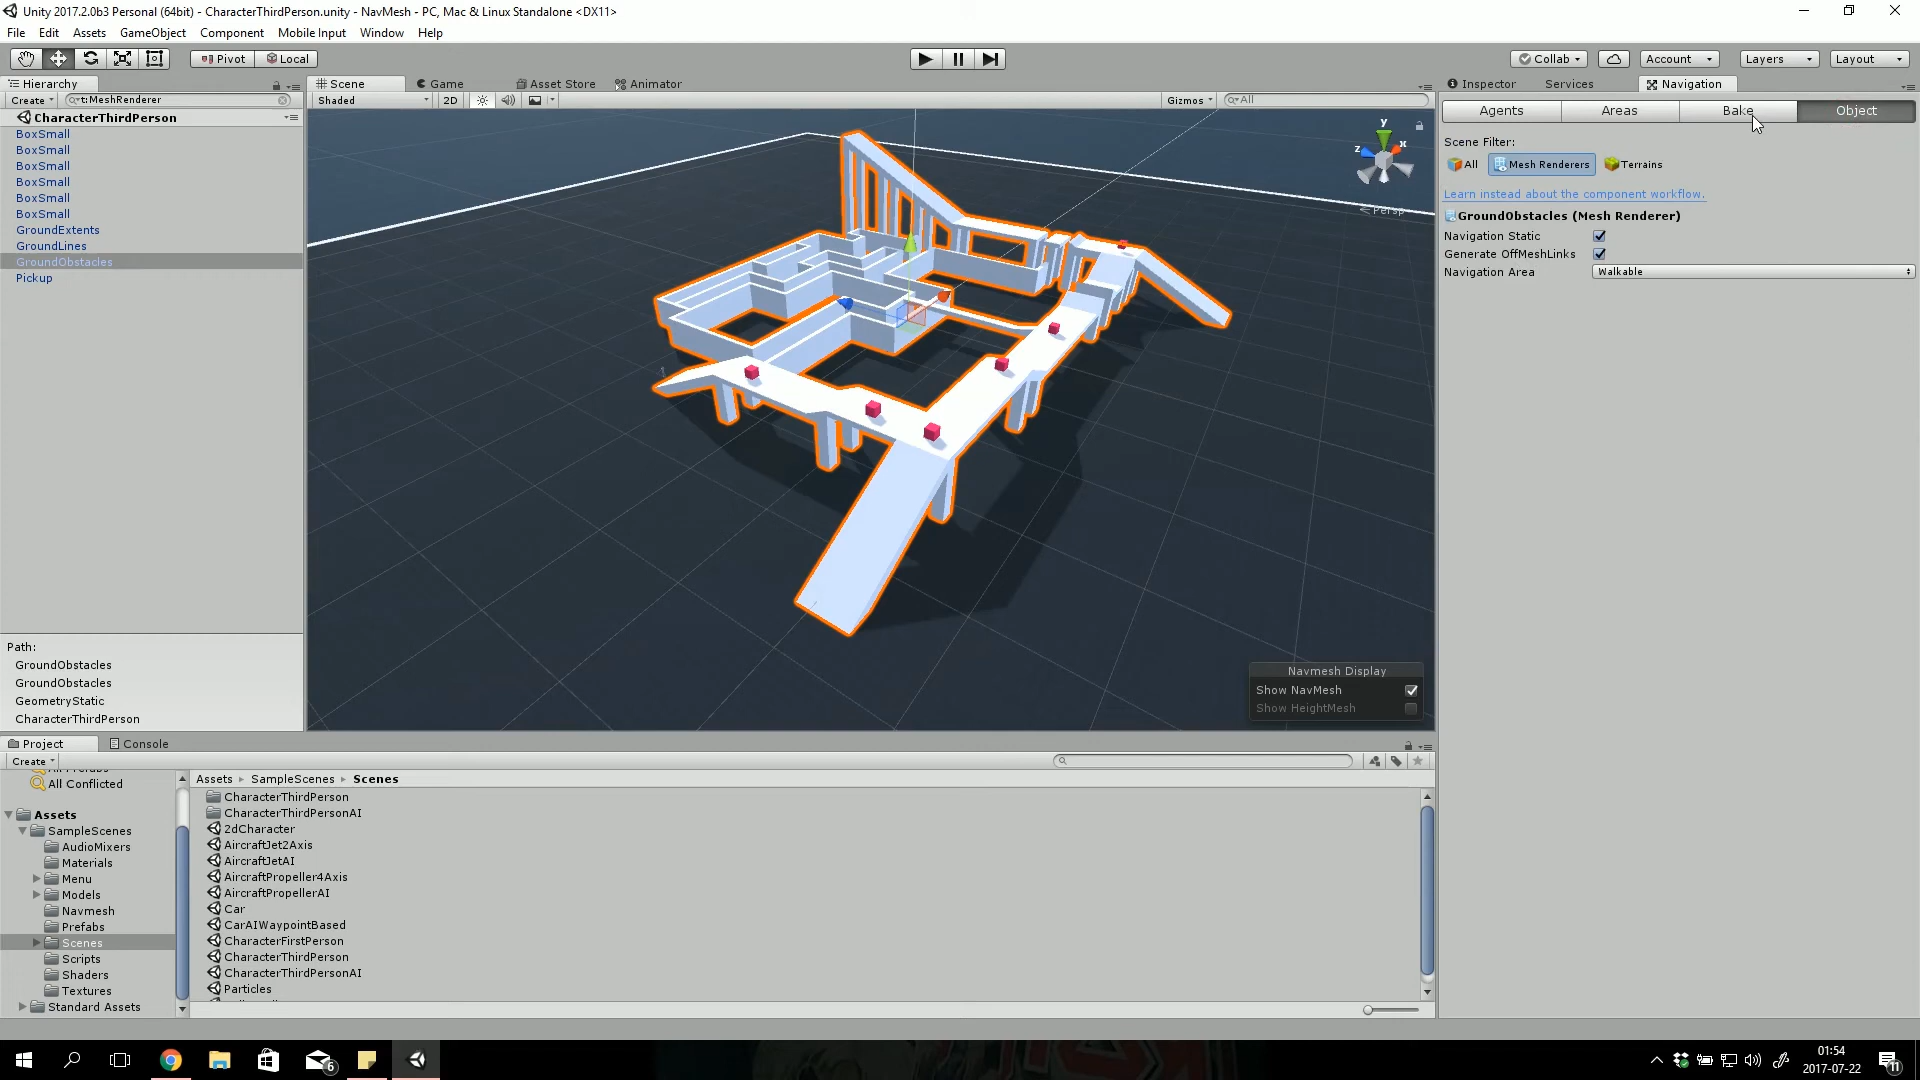 Unity 2017.2.0b3 Personal (64bit) - CharacterThirdPerson.unity - NavMesh - PC, Mac & Linux Standalone <DX11>
File Edit Assets GameObject Component Mobile Input Window Help
Pivot Local Collab Account Layers Layout
Hierarchy
Create t:MeshRenderer
CharacterThirdPerson
BoxSmall
BoxSmall
BoxSmall
BoxSmall
BoxSmall
BoxSmall
GroundExtents
GroundLines
GroundObstacles
Pickup
Path:
GroundObstacles
GroundObstacles
GeometryStatic
CharacterThirdPerson
Scene Game Asset Store Animator
Shaded 2D Gizmos All
y
x
z
Persp
Navmesh Display
Show NavMesh
Show HeightMesh
Inspector Services Navigation
Agents Areas Bake Object
Scene Filter:
All Mesh Renderers Terrains
Learn instead about the component workflow.
GroundObstacles (Mesh Renderer)
Navigation Static
Generate OffMeshLinks
Navigation Area Walkable
Project Console
Create
All Conflicted
Assets
SampleScenes
AudioMixers
Materials
Menu
Models
Navmesh
Prefabs
Scenes
Scripts
Shaders
Textures
Standard Assets
Assets SampleScenes Scenes
CharacterThirdPerson
CharacterThirdPersonAI
2dCharacter
AircraftJet2Axis
AircraftJetAI
AircraftPropeller4Axis
AircraftPropellerAI
Car
CarAIWaypointBased
CharacterFirstPerson
CharacterThirdPerson
CharacterThirdPersonAI
Particles
6
01:54
2017-07-22
11